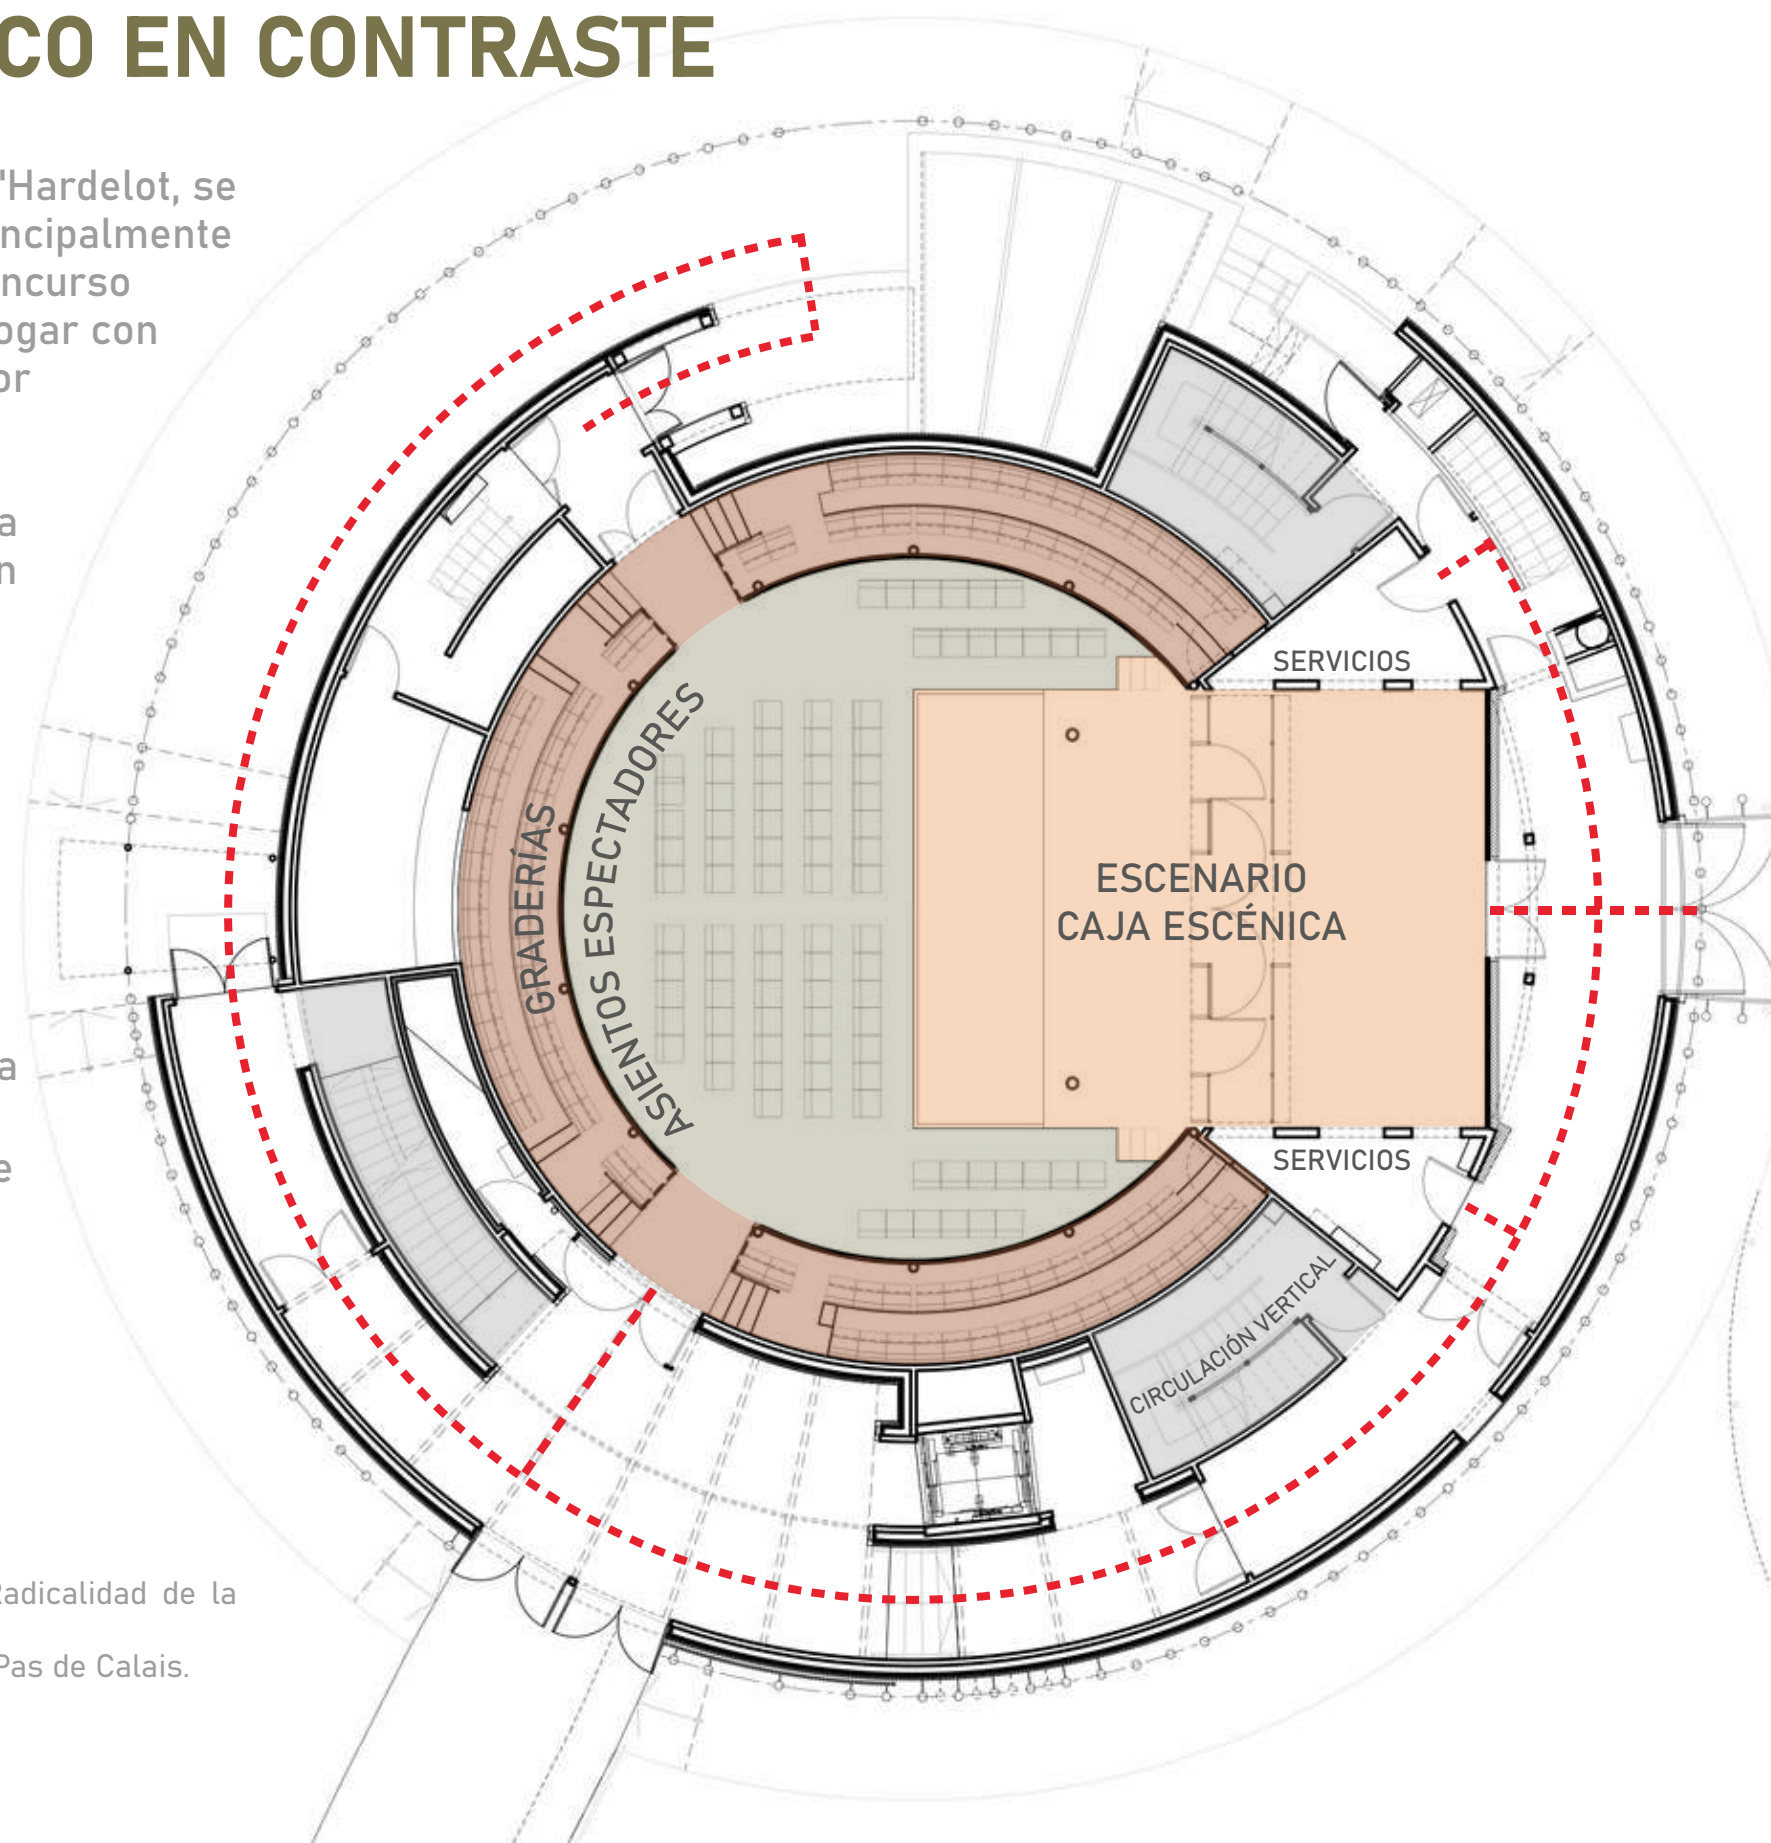 CO EN CONTRASTE
'Hardelot, se
ncipalmente
ncurso
ogar con
or
a
n
a
e
Radicalidad de la
Pas de Calais.
SERVICIOS
GRADERÍAS
ASIENTOS ESPECTADORES
ESCENARIO
CAJA ESCÉNICA
SERVICIOS
CIRCULACIÓN VERTICAL